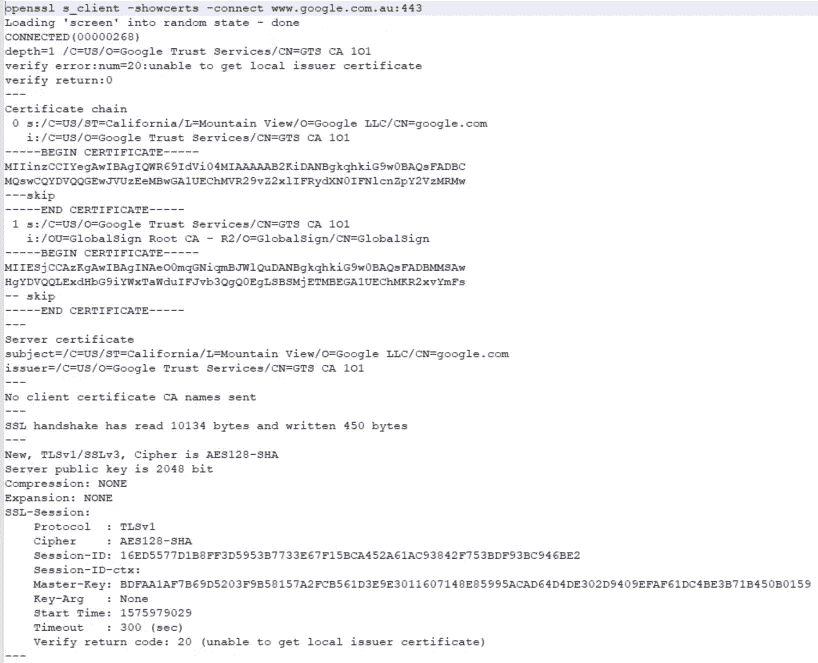 openssl s_client -showcerts -connect www.google.com.au:443
Loading 'screen' into random state - done
CONNECTED(00000268)
depth=1 /C=US/O=Google Trust Services/CN=GTS CA 1O1
verify error:num=20:unable to get local issuer certificate
verify return:0
---
Certificate chain
 0 s:/C=US/ST=California/L=Mountain View/O=Google LLC/CN=google.com
   i:/C=US/O=Google Trust Services/CN=GTS CA 1O1
-----BEGIN CERTIFICATE-----
MIIinzCCIYegAwIBAgIQWR69IdVi04MIAAAAAB2KiDANBgkqhkiG9w0BAQsFADBC
MQswCQYDVQQGEwJVUzEeMBwGA1UEChMVR29vZ2xlIFRydXN0IFNlcnZpY2VzMRMw
---skip
-----END CERTIFICATE-----
 1 s:/C=US/O=Google Trust Services/CN=GTS CA 1O1
   i:/OU=GlobalSign Root CA - R2/O=GlobalSign/CN=GlobalSign
-----BEGIN CERTIFICATE-----
MIIESjCCAzKgAwIBAgINAeO0mqGNiqmBJWlQuDANBgkqhkiG9w0BAQsFADBMMSAw
HgYDVQQLExdHbG9iYWxTaWduIFJvb3QgQ0EgLSBSMjETMBEGA1UEChMKR2xvYmFs
-- skip
-----END CERTIFICATE-----
---
Server certificate
subject=/C=US/ST=California/L=Mountain View/O=Google LLC/CN=google.com
issuer=/C=US/O=Google Trust Services/CN=GTS CA 1O1
---
No client certificate CA names sent
---
SSL handshake has read 10134 bytes and written 450 bytes
---
New, TLSv1/SSLv3, Cipher is AES128-SHA
Server public key is 2048 bit
Compression: NONE
Expansion: NONE
SSL-Session:
    Protocol  : TLSv1
    Cipher    : AES128-SHA
    Session-ID: 16ED5577D1B8FF3D5953B7733E67F15BCA452A61AC93842F753BDF93BC946BE2
    Session-ID-ctx:
    Master-Key: BDFAA1AF7B69D5203F9B58157A2FCB561D3E9E3011607148E85995ACAD64D4DE302D9409EFAF61DC4BE3B71B450B0159
    Key-Arg   : None
    Start Time: 1575979029
    Timeout   : 300 (sec)
    Verify return code: 20 (unable to get local issuer certificate)
---